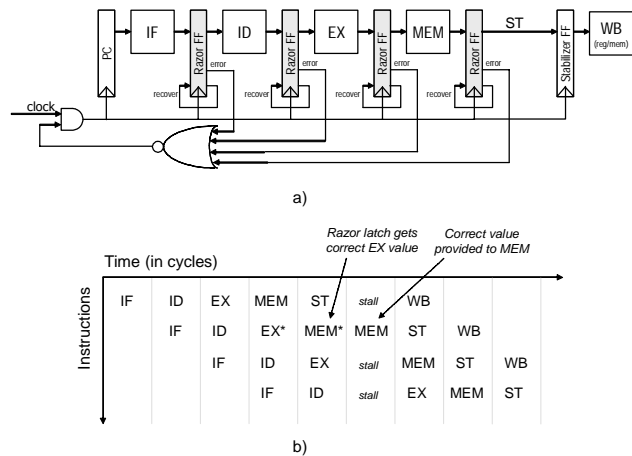 ST
PC
IF
Razor FF
ID
Razor FF
EX
Razor FF
MEM
Razor FF
Stabilizer FF
WB
(reg/mem)
error
error
error
error
recover
recover
recover
recover
clock
a)
Razor latch gets
correct EX value
Correct value
provided to MEM
Time (in cycles)
Instructions
IF ID EX MEM ST stall WB
IF ID EX* MEM* MEM ST WB
IF ID EX stall MEM ST WB
IF ID stall EX MEM ST
b)